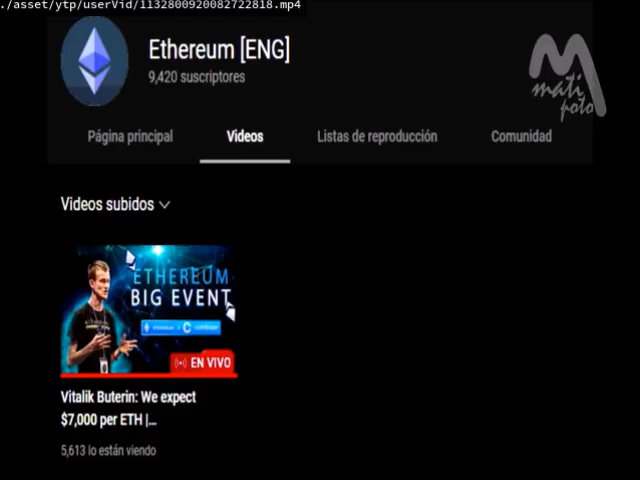 ./asset/ytp/userVid/1132800920082722818.mp4
Ethereum [ENG]
9,420 suscriptores
mati
foto
Página principal
Videos
Listas de reproducción
Comunidad
Videos subidos
ETHEREUM
BIG EVENT
EN VIVO
Vitalik Buterin: We expect
$7,000 per ETH |...
5,613 lo están viendo